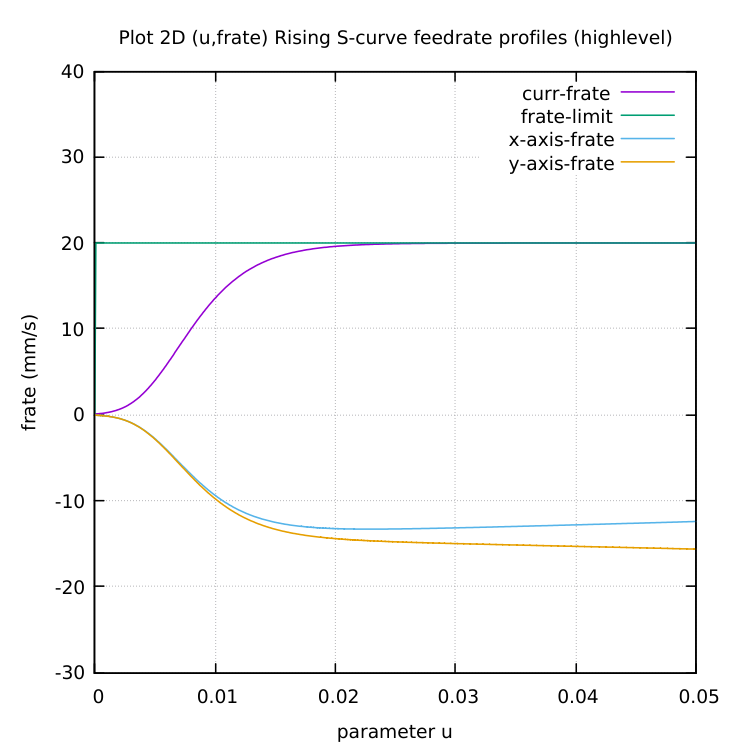 Plot 2D (u,frate) Rising S-curve feedrate profiles (highlevel)
40
curr-frate
frate-limit
x-axis-frate
y-axis-frate
30
20
10
0
-10
-20
-30
frate (mm/s)
0 0.01 0.02 0.03 0.04 0.05
parameter u